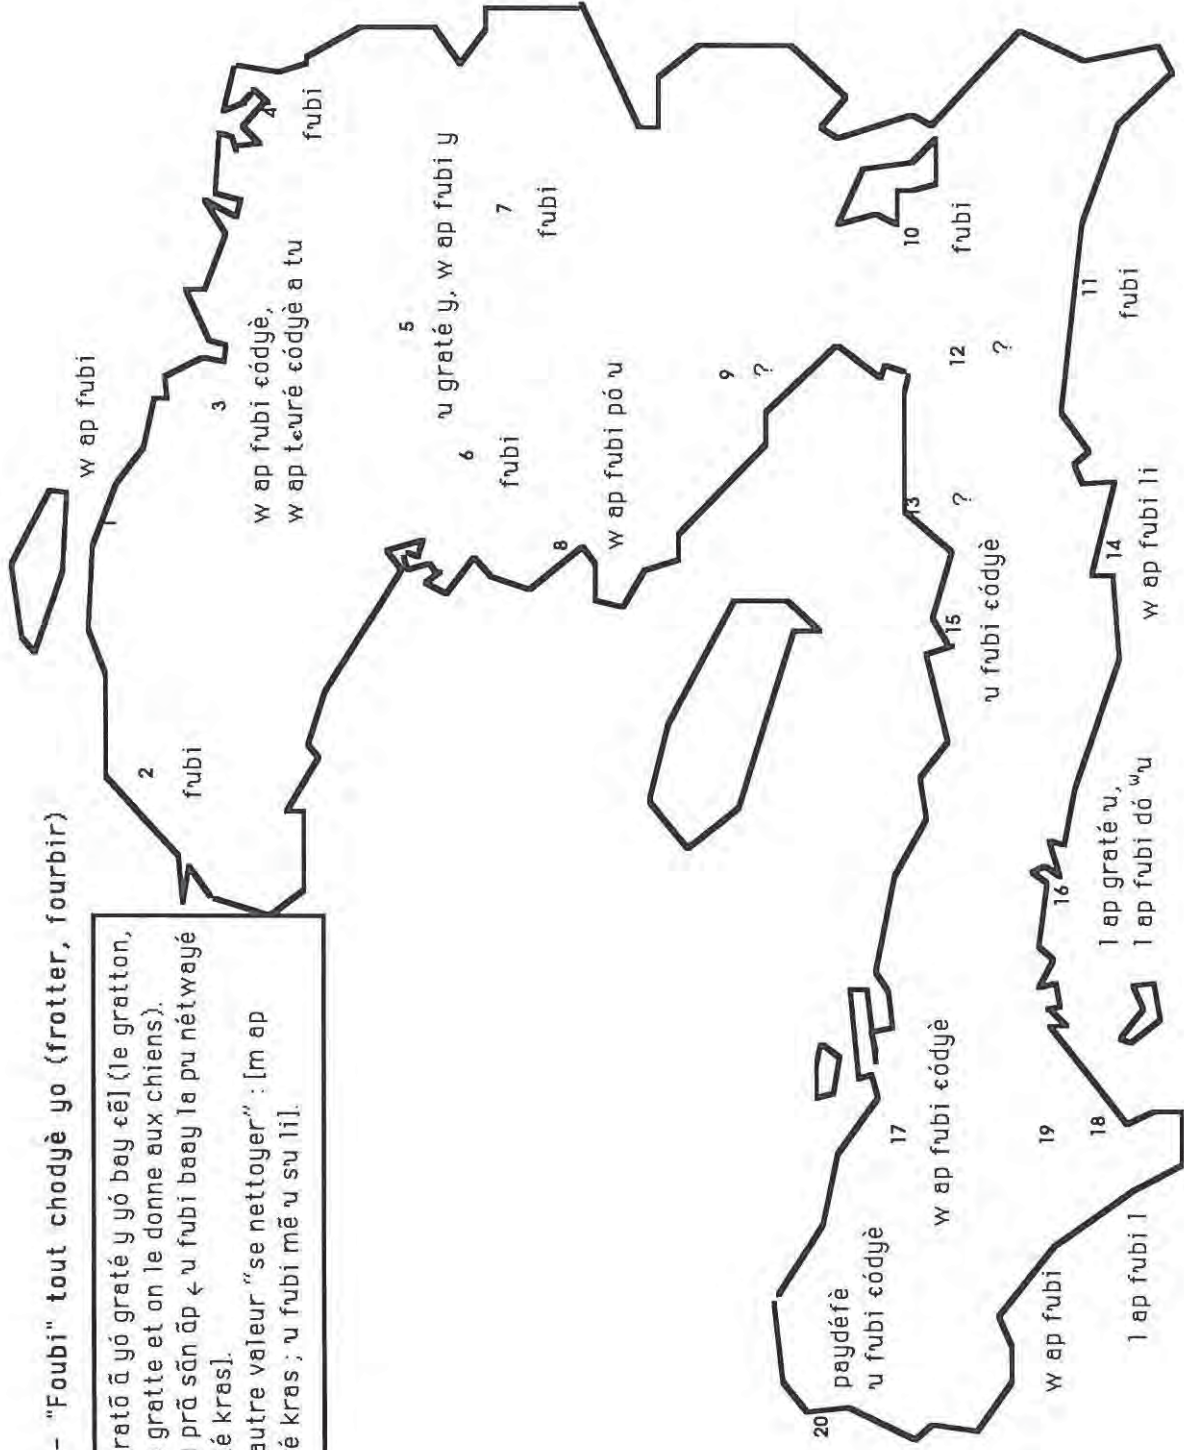 - "Foubi" tout chodyè yo (frotter, fourbir)
ratõ ã yó graté y yó bay ɛẽ] (le gratton,
gratte et on le donne aux chiens).
prã sãn ãp ɛ u fubi baay la pu nétwayé
é kras].
autre valeur "se nettoyer" : [m ap
é kras ; u fubi mẽ u su li].
1
w ap fubi
2
fubi
3
w ap fubi ɛódyè,
w ap tɛuré ɛódyè a tu
4
fubi
5
u graté y, w ap fubi y
6
fubi
7
fubi
8
w ap fubi pó u
9
?
10
fubi
11
fubi
12
?
13
?
14
w ap fubi li
15
u fubi ɛódyè
16
l ap graté u,
l ap fubi dó ʷu
17
w ap fubi ɛódyè
18
l ap fubi l
19
w ap fubi
20
paydéfè
u fubi ɛódyè